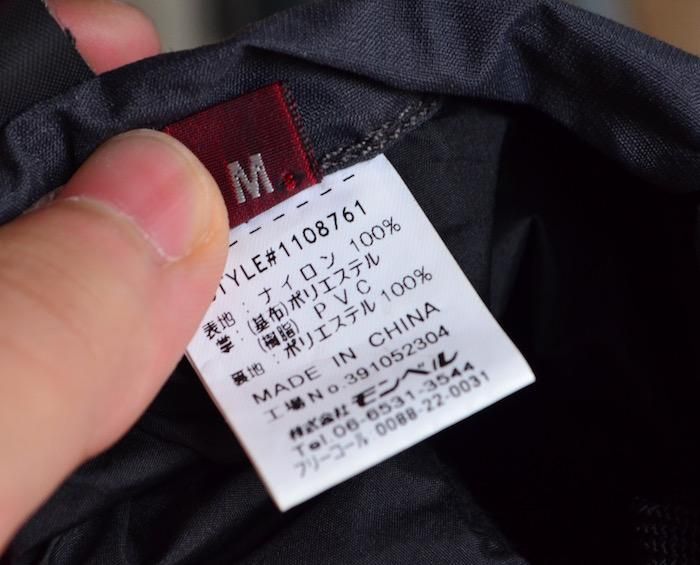 M
STYLE#1108761
表地：ナイロン 100%
掌：(基布)ポリエステル
(樹脂) PVC
裏地：ポリエステル 100%
MADE IN CHINA
工場No.391052304
株式会社 モンベル
Tel.06-6531-3544
フリーコール 0088-22-0031